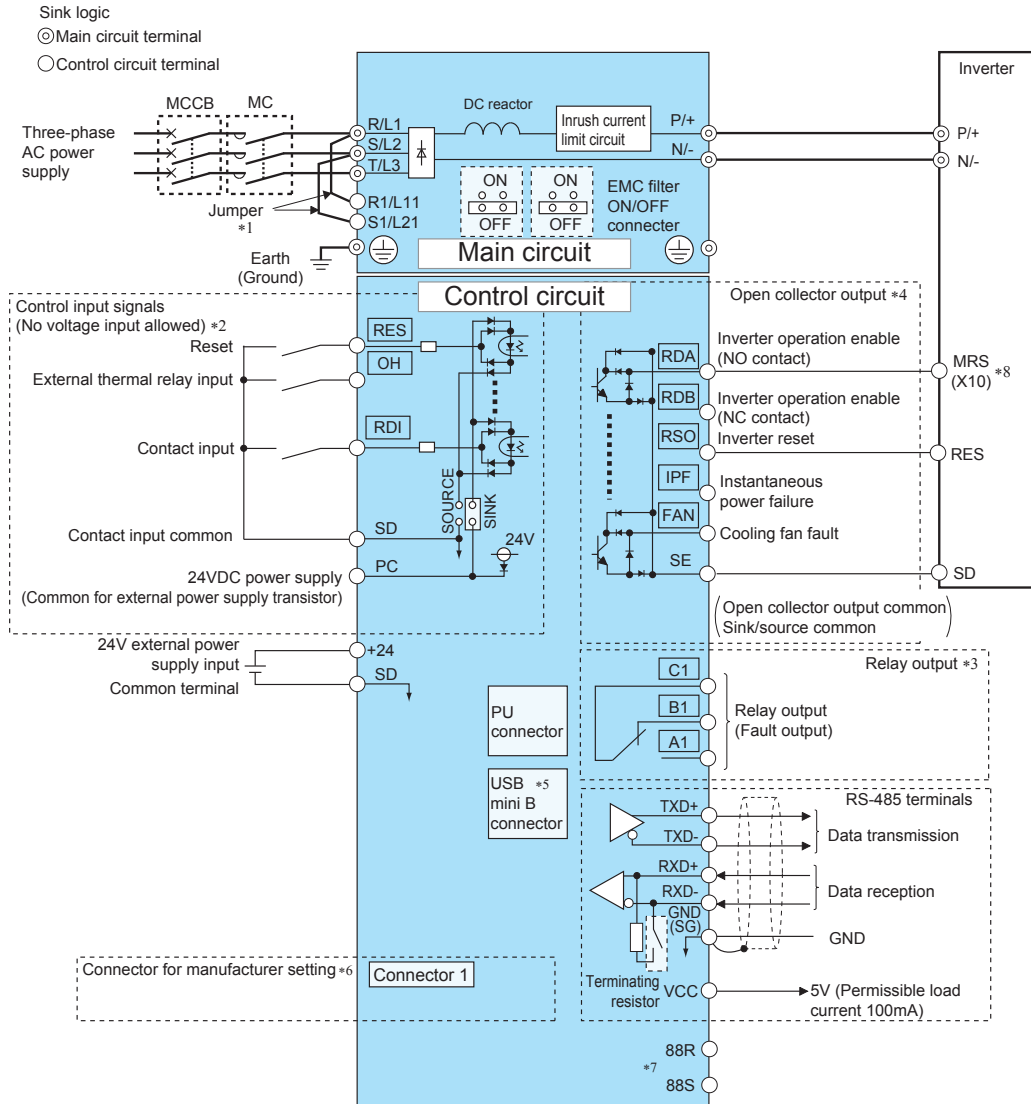 Sink logic
Main circuit terminal
Control circuit terminal
MCCB
MC
Three-phase
AC power
supply
Jumper
*1
Earth
(Ground)
R/L1
S/L2
T/L3
R1/L11
S1/L21
DC reactor
Inrush current
limit circuit
P/+
N/-
ON
OFF
ON
OFF
EMC filter
ON/OFF
connecter
Main circuit
Inverter
P/+
N/-
Control circuit
Control input signals
(No voltage input allowed) *2
Reset
External thermal relay input
Contact input
Contact input common
24VDC power supply
(Common for external power supply transistor)
RES
OH
RDI
SD
PC
SOURCE
SINK
24V
24V external power
supply input
Common terminal
+24
SD
Open collector output *4
RDA
RDB
RSO
IPF
FAN
SE
Inverter operation enable
(NO contact)
Inverter operation enable
(NC contact)
Inverter reset
Instantaneous
power failure
Cooling fan fault
(Open collector output common
Sink/source common)
MRS
(X10) *8
RES
SD
Relay output *3
C1
B1
A1
Relay output
(Fault output)
PU
connector
USB *5
mini B
connector
RS-485 terminals
TXD+
TXD-
Data transmission
RXD+
RXD-
Data reception
GND
(SG)
GND
Terminating
resistor
VCC
5V (Permissible load
current 100mA)
Connector for manufacturer setting *6
Connector 1
88R
*7
88S